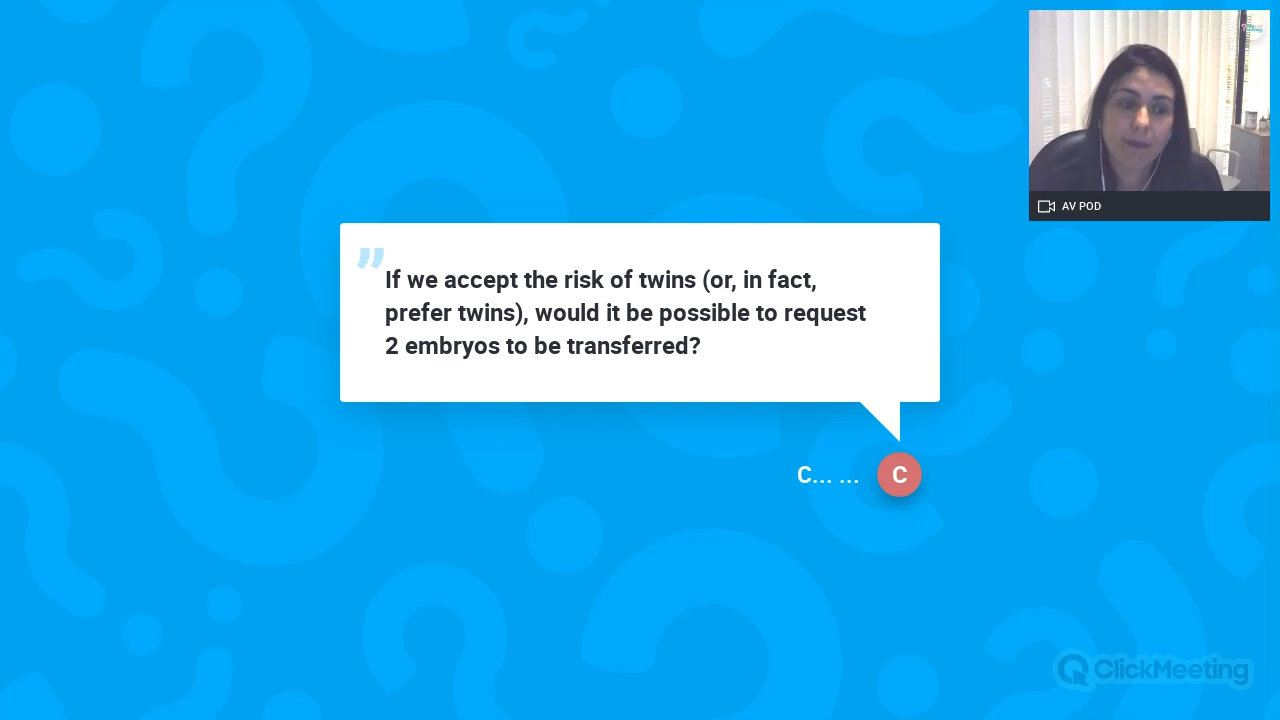 AV POD
”
If we accept the risk of twins (or, in fact,
prefer twins), would it be possible to request
2 embryos to be transferred?
C... ...
C
ClickMeeting